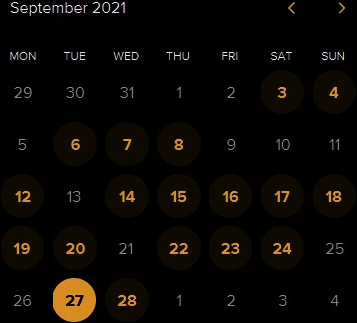 September 2021
MON TUE WED THU FRI SAT SUN
29 30 31 1 2 3 4
5 6 7 8 9 10 11
12 13 14 15 16 17 18
19 20 21 22 23 24 25
26 27 28 1 2 3 4